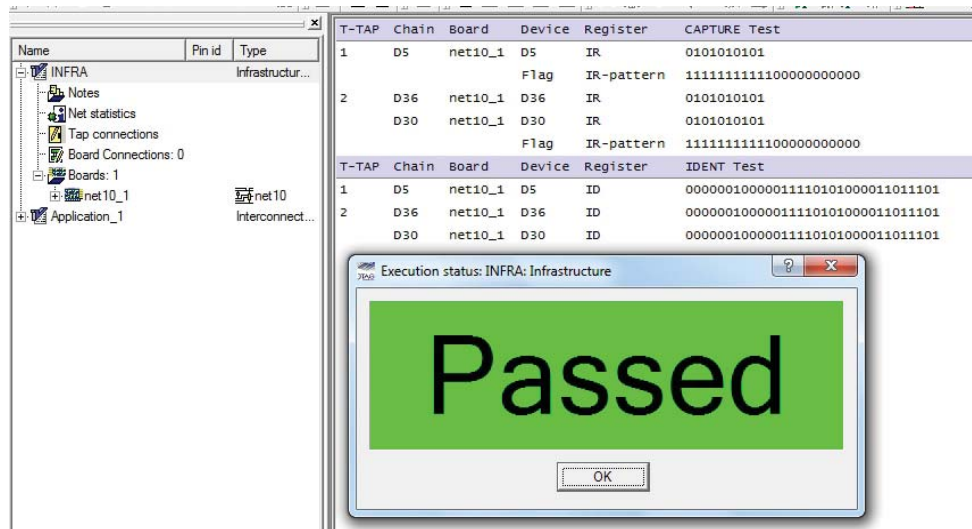 T-TAP Chain Board Device Register CAPTURE Test
1 D5 net10_1 D5 IR 0101010101
Flag IR-pattern 1111111111100000000000
2 D36 net10_1 D36 IR 0101010101
D30 net10_1 D30 IR 0101010101
Flag IR-pattern 1111111111100000000000
T-TAP Chain Board Device Register IDENT Test
1 D5 net10_1 D5 ID 00000010000011110101000011011101
2 D36 net10_1 D36 ID 00000010000011110101000011011101
D30 net10_1 D30 ID 00000010000011110101000011011101
Name Pin id Type
INFRA Infrastructur...
Notes
Net statistics
Tap connections
Board Connections: 0
Boards: 1
net10_1 net10
Application_1 Interconnect...
JTAG Execution status: INFRA: Infrastructure
Passed
OK